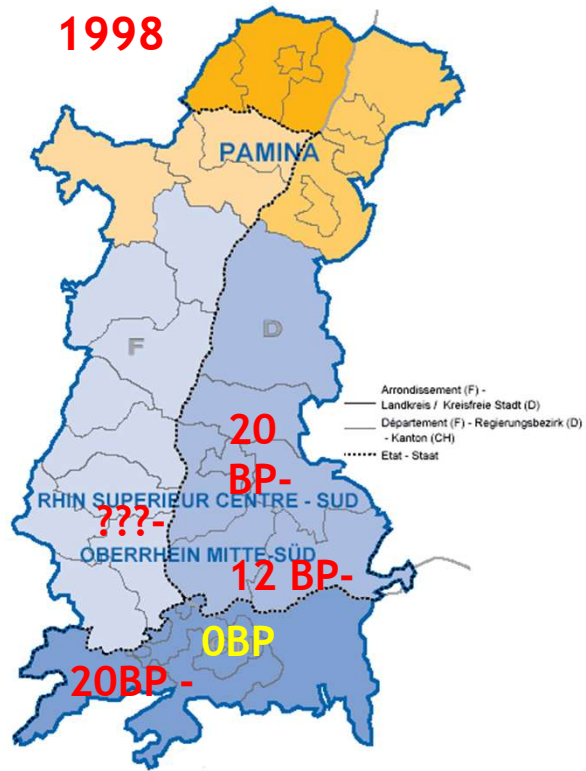 1998
PAMINA
F
D
Arrondissement (F) -
Landkreis / Kreisfreie Stadt (D)
Département (F) - Regierungsbezirk (D)
- Kanton (CH)
Etat - Staat
20
BP-
RHIN SUPERIEUR CENTRE - SUD
???-
OBERRHEIN MITTE-SÜD
12 BP-
0BP
20BP -